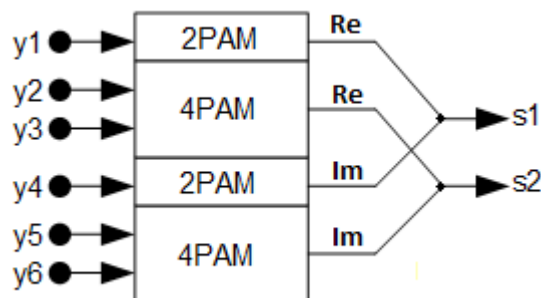 y1 2PAM Re
y2 4PAM Re s1
y3
y4 2PAM Im s2
y5 4PAM Im
y6